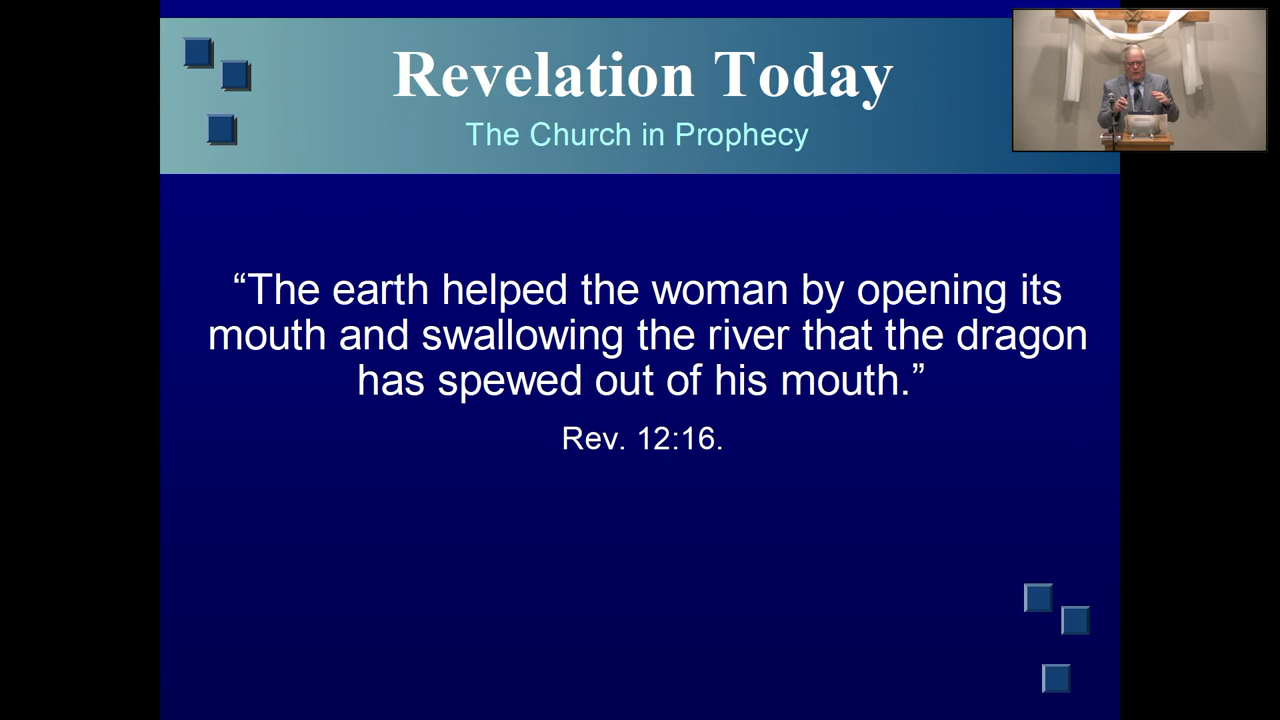 Revelation Today
The Church in Prophecy
“The earth helped the woman by opening its
mouth and swallowing the river that the dragon
has spewed out of his mouth.”
Rev. 12:16.